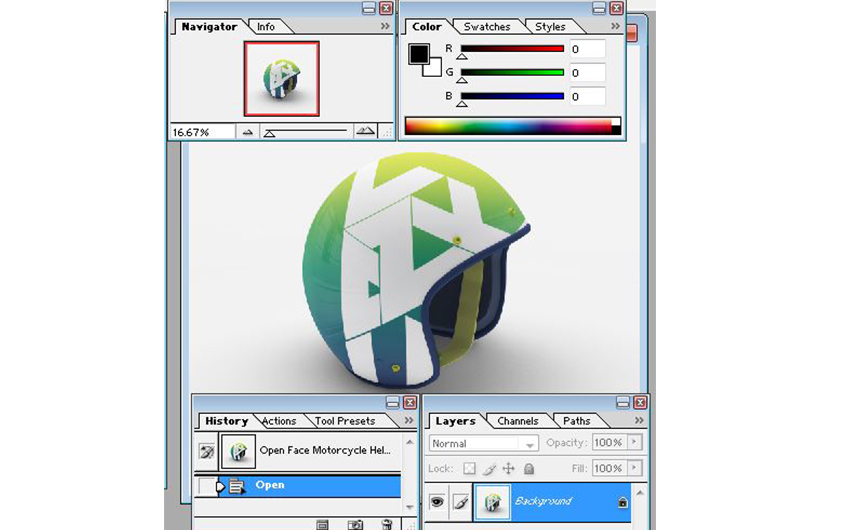 Navigator Info
16.67%
Color Swatches Styles
R 0
G 0
B 0
History Actions Tool Presets
Open Face Motorcycle Hel...
Open
Layers Channels Paths
Normal Opacity: 100%
Lock: Fill: 100%
Background